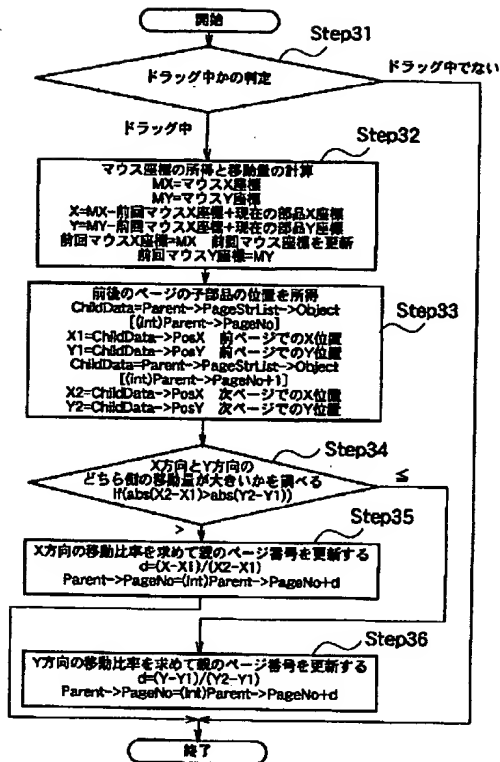 開始
Step31
ドラッグ中かの判定
ドラッグ中でない
ドラッグ中
Step32
マウス座標の所得と移動量の計算
MX=マウスX座標
MY=マウスY座標
X=MX-前回マウスX座標+現在の部品X座標
Y=MY-前回マウスY座標+現在の部品Y座標
前回マウスX座標=MX 前回マウス座標を更新
前回マウスY座標=MY
前後のページの子部品の位置を所得
Step33
ChildData=Parent->PageStrList->Object
[(int)Parent->PageNo]
X1=ChildData->PosX 前ページでのX位置
Y1=ChildData->PosY 前ページでのY位置
ChildData=Parent->PageStrList->Object
[(int)Parent->PageNo+1]
X2=ChildData->PosX 次ページでのX位置
Y2=ChildData->PosY 次ページでのY位置
Step34
X方向とY方向の
どちら側の移動量が大きいかを調べる
if(abs(X2-X1)>abs(Y2-Y1))
≦
>
Step35
X方向の移動比率を求めて親のページ番号を更新する
d=(X-X1)/(X2-X1)
Parent->PageNo=(int)Parent->PageNo+d
Step36
Y方向の移動比率を求めて親のページ番号を更新する
d=(Y-Y1)/(Y2-Y1)
Parent->PageNo=(int)Parent->PageNo+d
終了